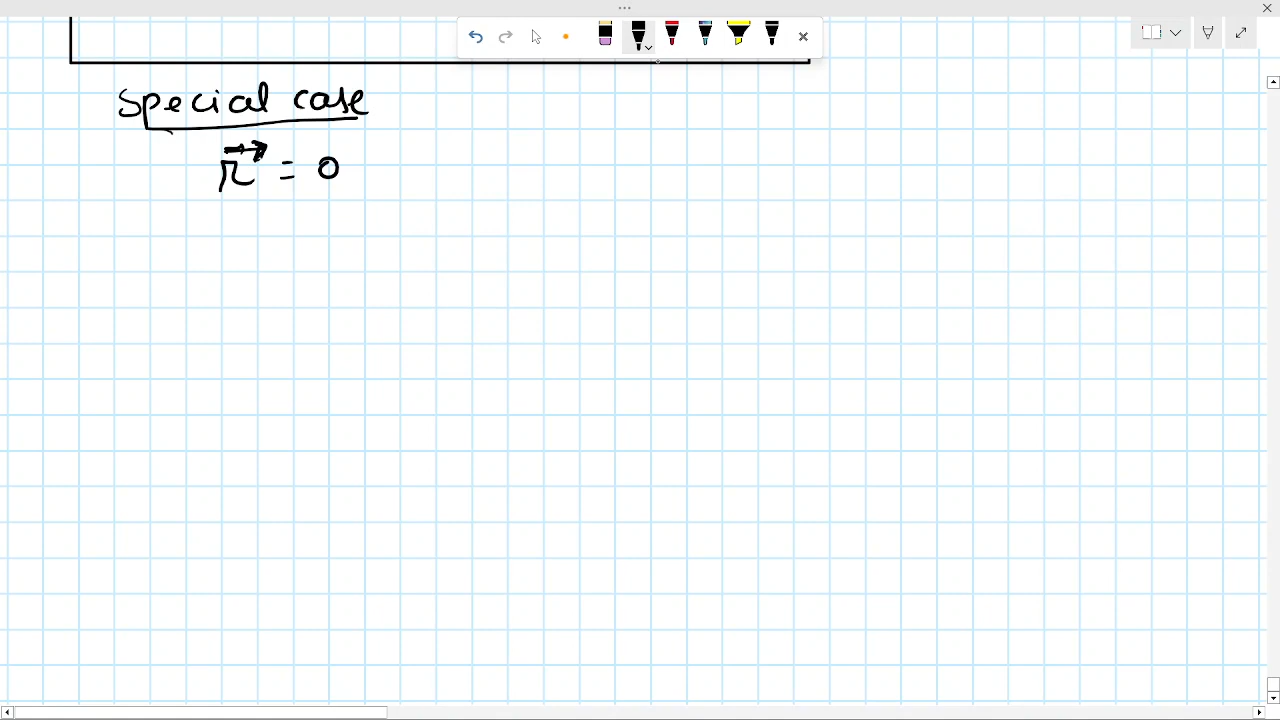 special case
r⃗ = 0